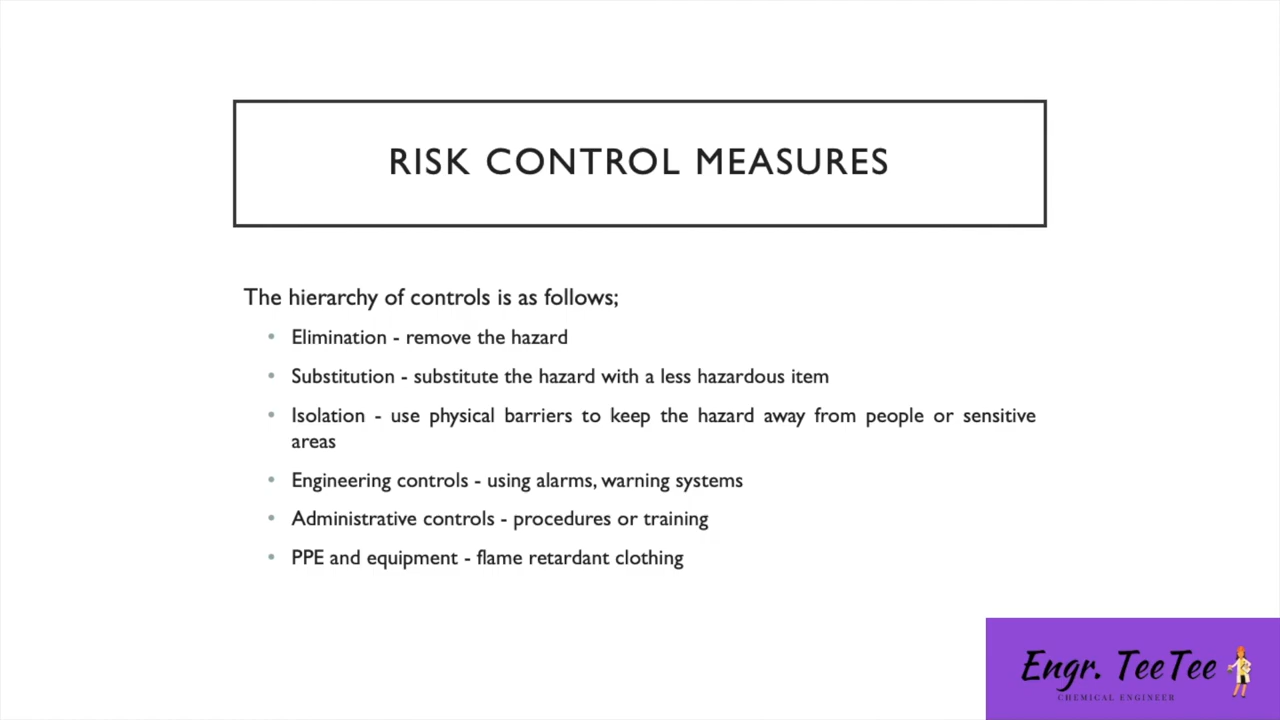 RISK CONTROL MEASURES
The hierarchy of controls is as follows;
• Elimination - remove the hazard
• Substitution - substitute the hazard with a less hazardous item
• Isolation - use physical barriers to keep the hazard away from people or sensitive
areas
• Engineering controls - using alarms, warning systems
• Administrative controls - procedures or training
• PPE and equipment - flame retardant clothing
Engr. TeeTee
CHEMICAL ENGINEER